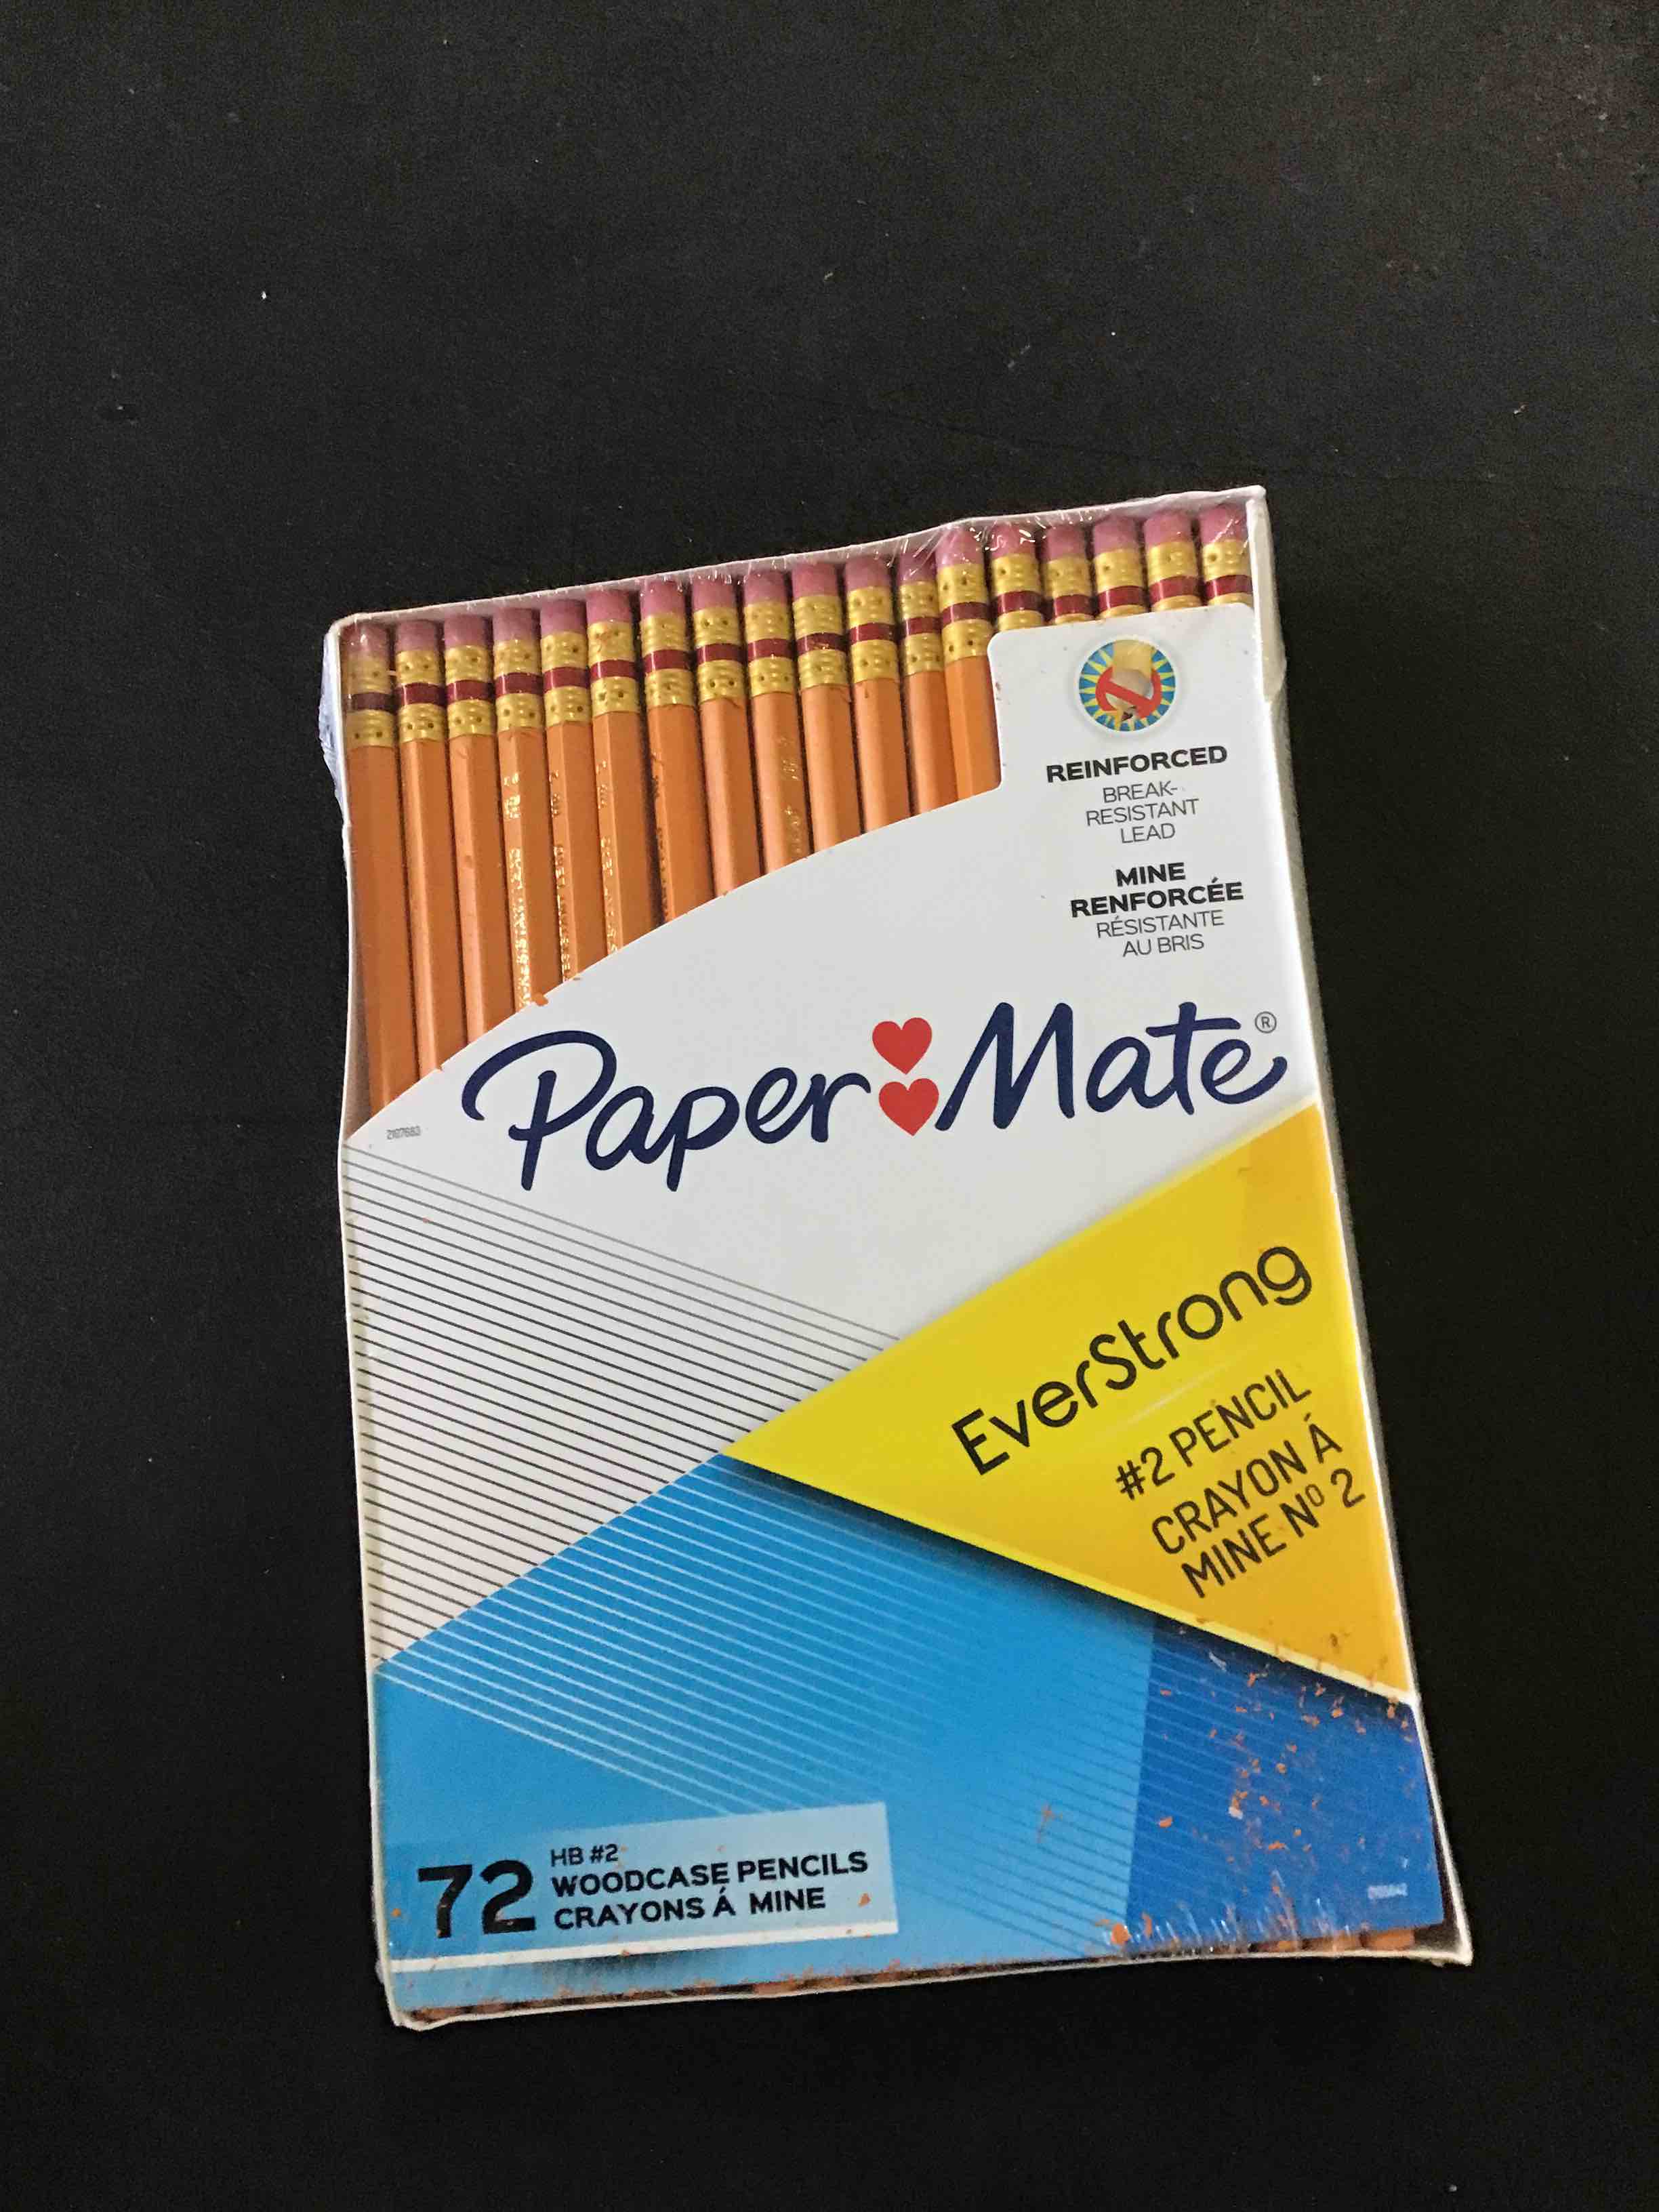 REINFORCED
BREAK-
RESISTANT
LEAD
MINE
RENFORCÉE
RÉSISTANTE
AU BRIS
Paper Mate®
2107683
EverStrong
#2 PENCIL
CRAYON Á
MINE Nº 2
72
HB #2
WOODCASE PENCILS
CRAYONS Á MINE